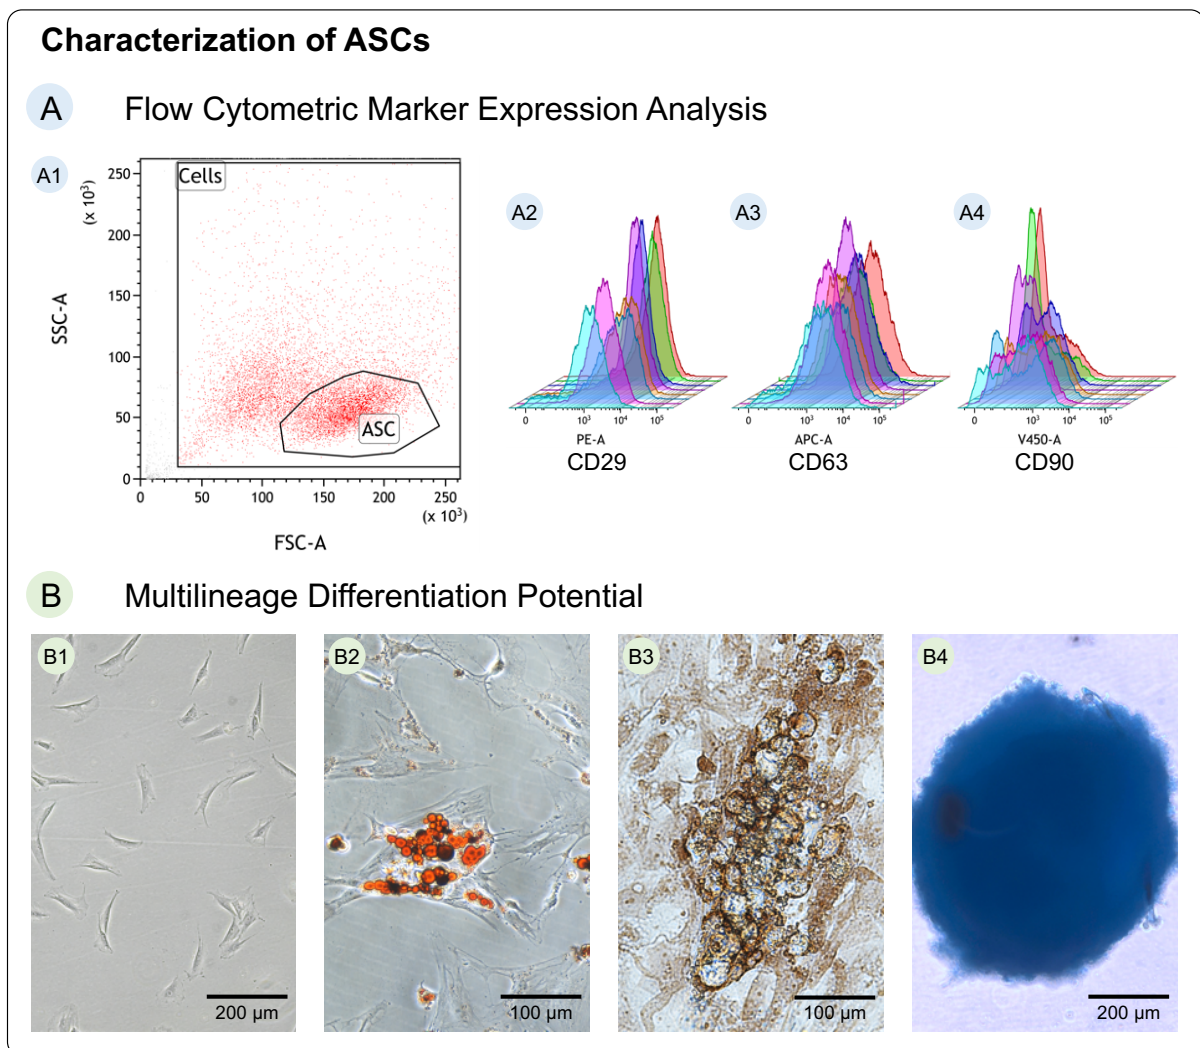 Characterization of ASCs
A Flow Cytometric Marker Expression Analysis
A1
Cells
ASC
250
200
150
100
50
0
(x 10³)
SSC-A
0 50 100 150 200 250
(x 10³)
FSC-A
A2
0 10³ 10⁴ 10⁵
PE-A
CD29
A3
0 10³ 10⁴ 10⁵
APC-A
CD63
A4
0 10³ 10⁴ 10⁵
V450-A
CD90
B Multilineage Differentiation Potential
B1
200 µm
B2
100 µm
B3
100 µm
B4
200 µm